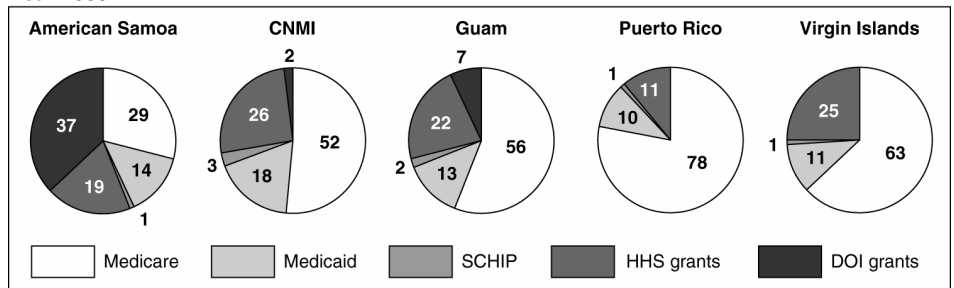 American Samoa CNMI Guam Puerto Rico Virgin Islands
37 29 14 1 19
2 26 52 3 18
7 22 56 2 13
1 11 10 78
25 1 11 63
Medicare Medicaid SCHIP HHS grants DOI grants